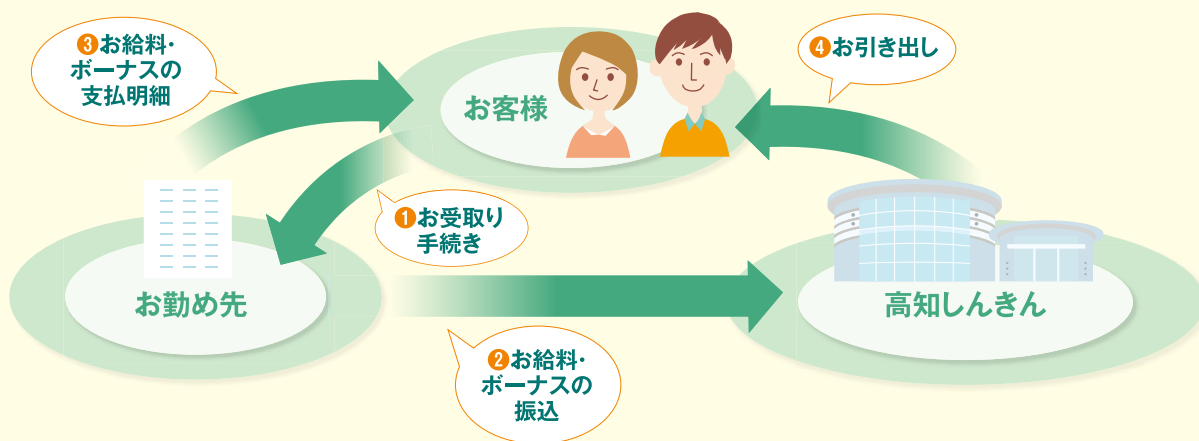 ❸お給料・
ボーナスの
支払明細
お客様
❹お引き出し
❶お受取り
手続き
お勤め先
高知しんきん
❷お給料・
ボーナスの
振込